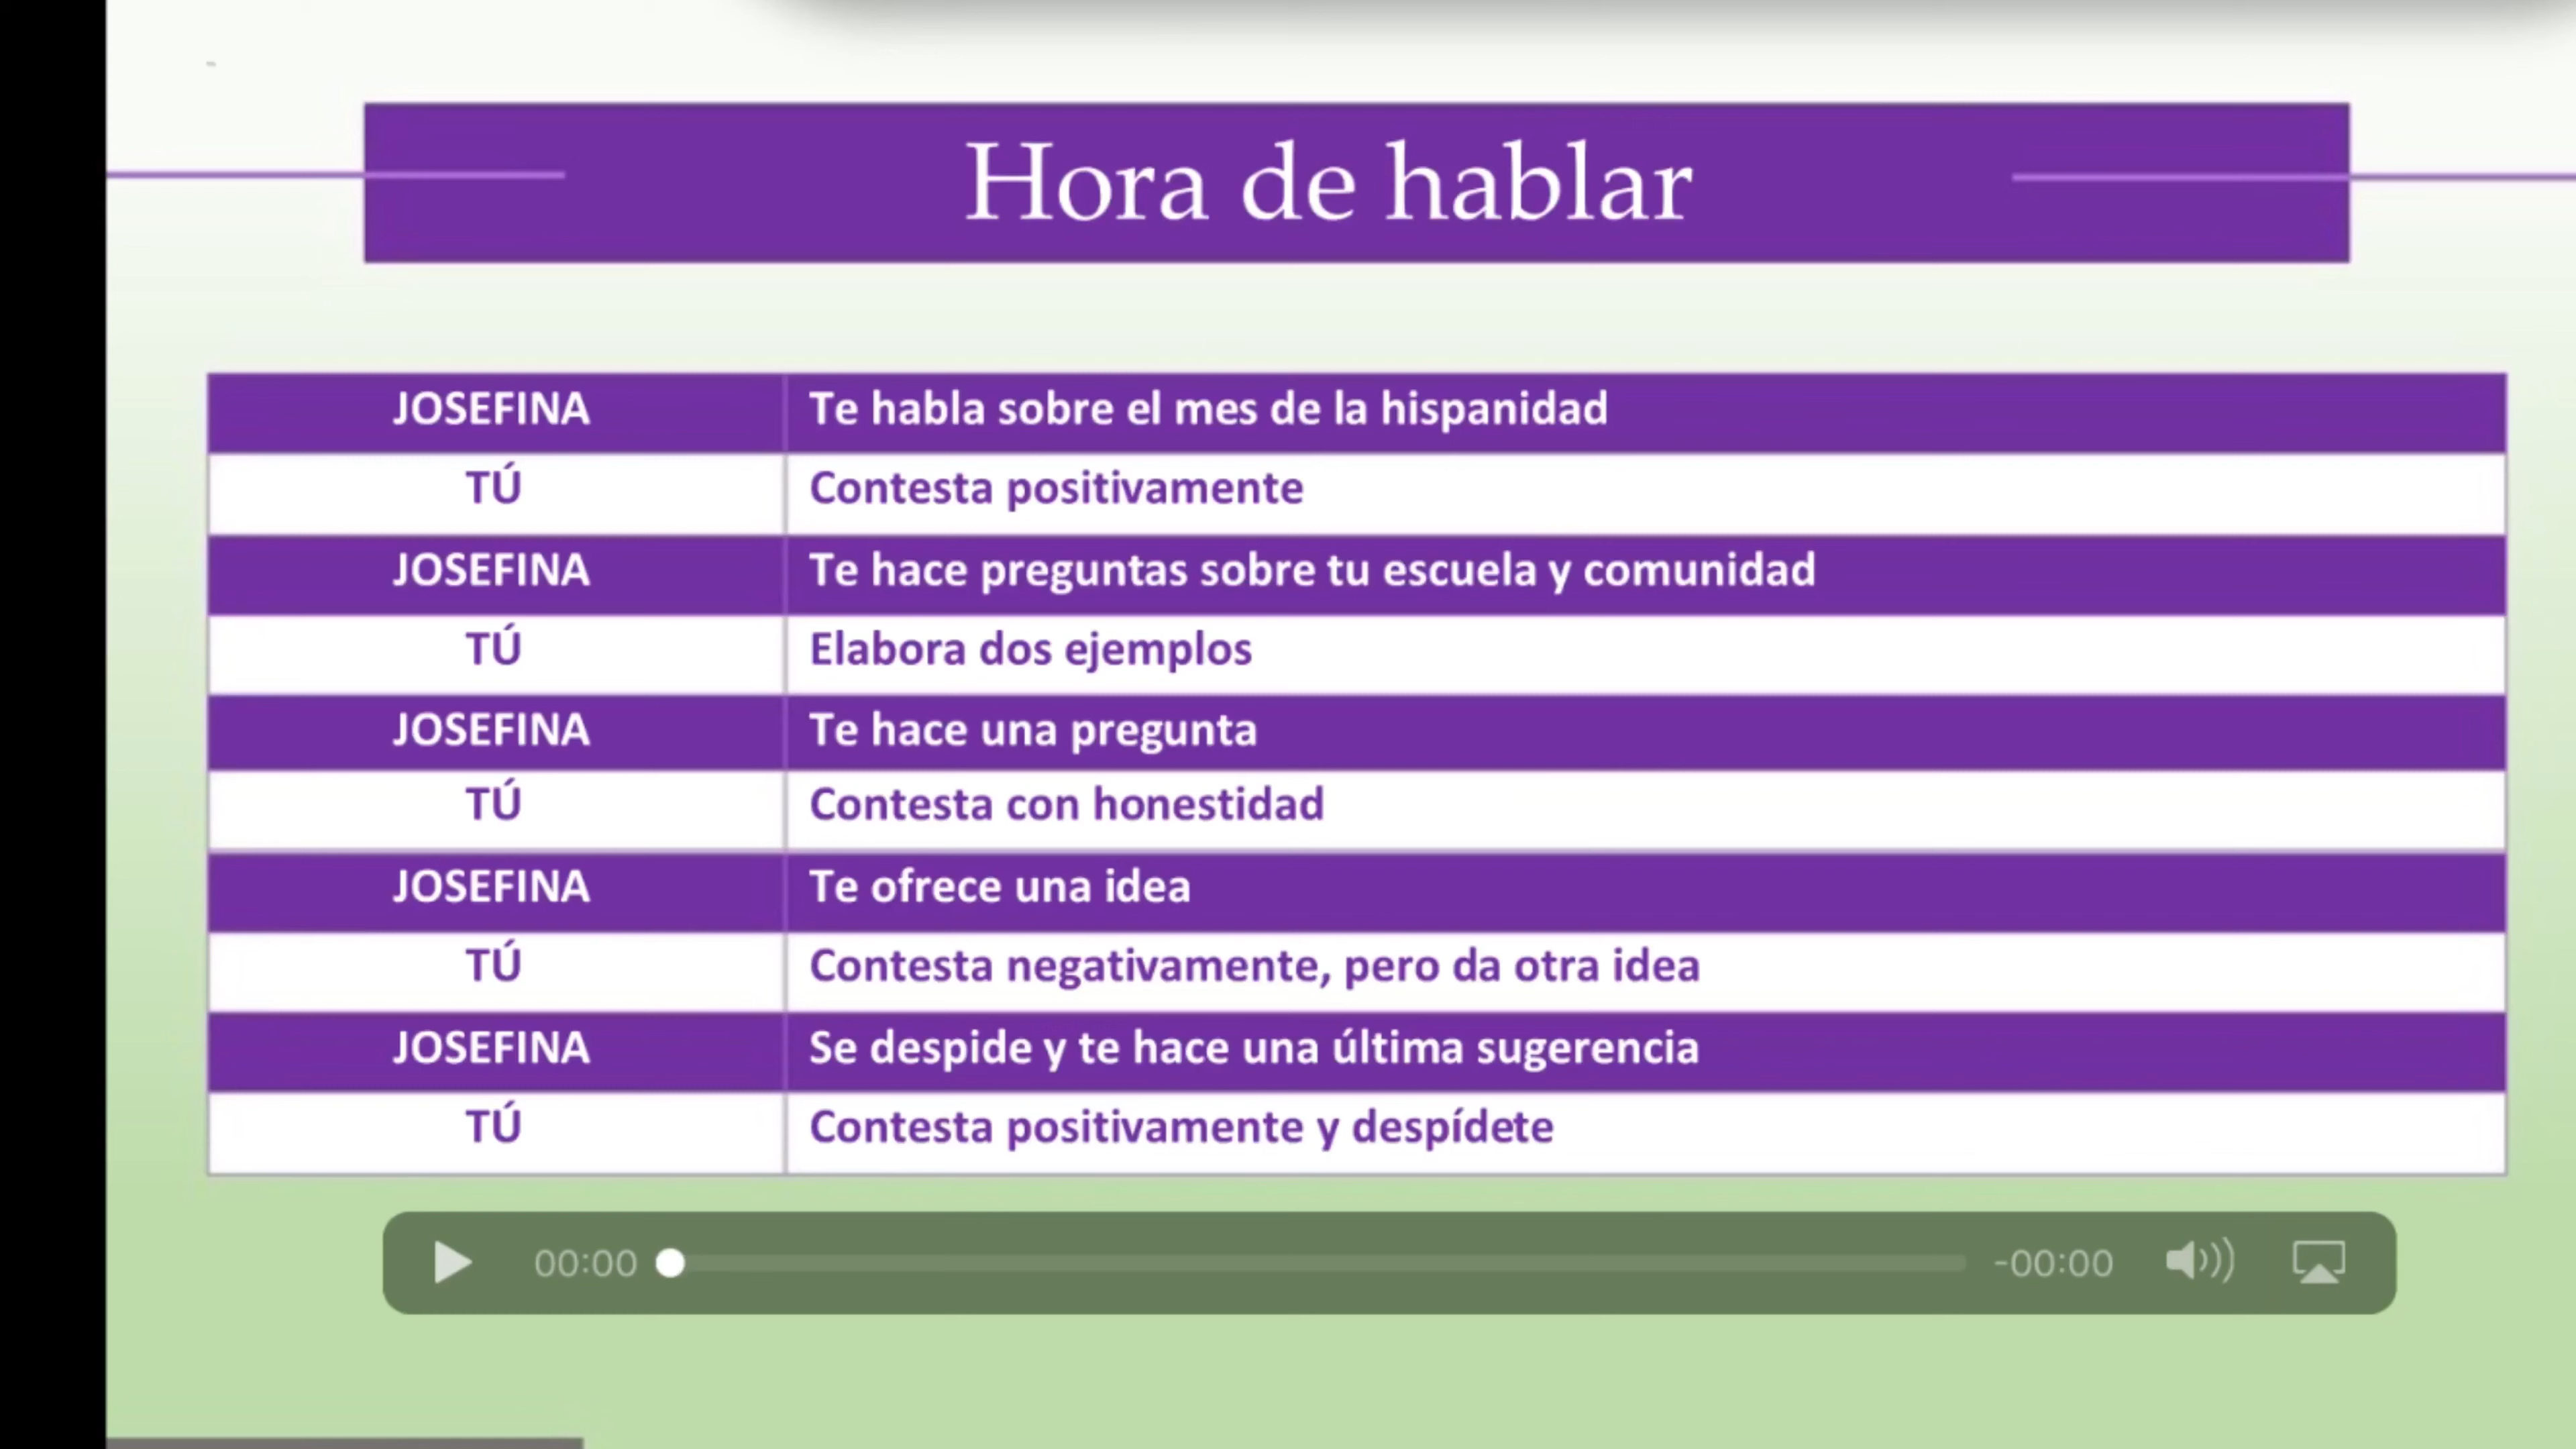 Hora de hablar
JOSEFINA Te habla sobre el mes de la hispanidad
TÚ Contesta positivamente
JOSEFINA Te hace preguntas sobre tu escuela y comunidad
TÚ Elabora dos ejemplos
JOSEFINA Te hace una pregunta
TÚ Contesta con honestidad
JOSEFINA Te ofrece una idea
TÚ Contesta negativamente, pero da otra idea
JOSEFINA Se despide y te hace una última sugerencia
TÚ Contesta positivamente y despídete
00:00 -00:00